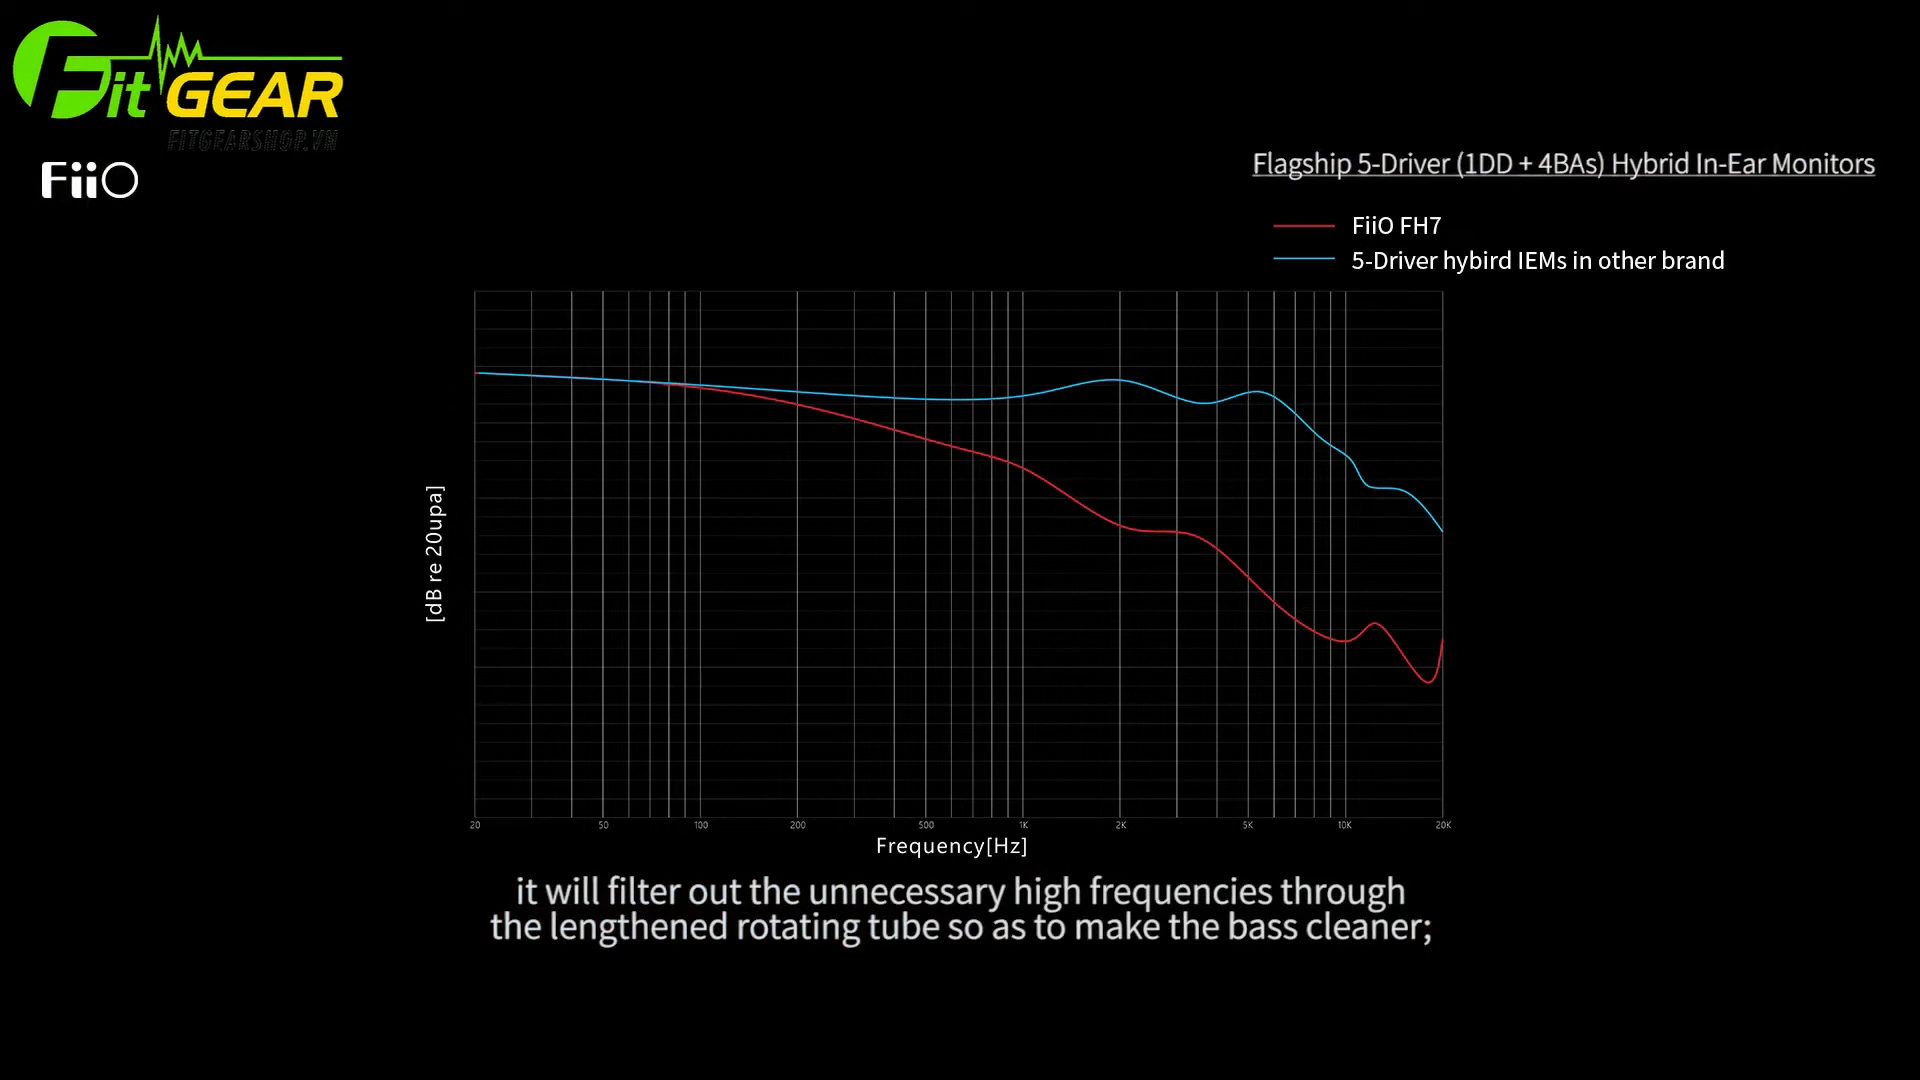 Fit GEAR
FITGEARSHOP.VN
FiiO
Flagship 5-Driver (1DD + 4BAs) Hybrid In-Ear Monitors
FiiO FH7
5-Driver hybird IEMs in other brand
[dB re 20upa]
20 50 100 200 500 1K 2K 5K 10K 20K
Frequency[Hz]
it will filter out the unnecessary high frequencies through
the lengthened rotating tube so as to make the bass cleaner;